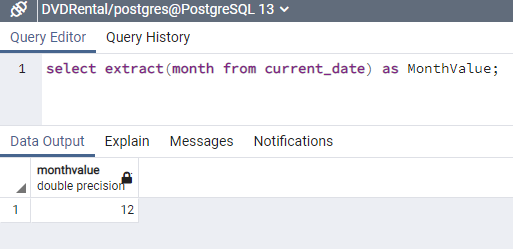 DVDRental/postgres@PostgreSQL 13
Query Editor Query History
1 select extract(month from current_date) as MonthValue;
Data Output Explain Messages Notifications
monthvalue
double precision
1 12